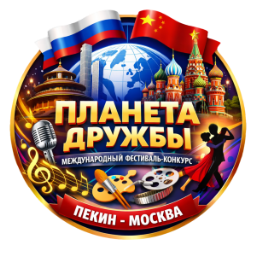 ПЛАНЕТА
ДРУЖБЫ
МЕЖДУНАРОДНЫЙ ФЕСТИВАЛЬ-КОНКУРС
ПЕКИН - МОСКВА